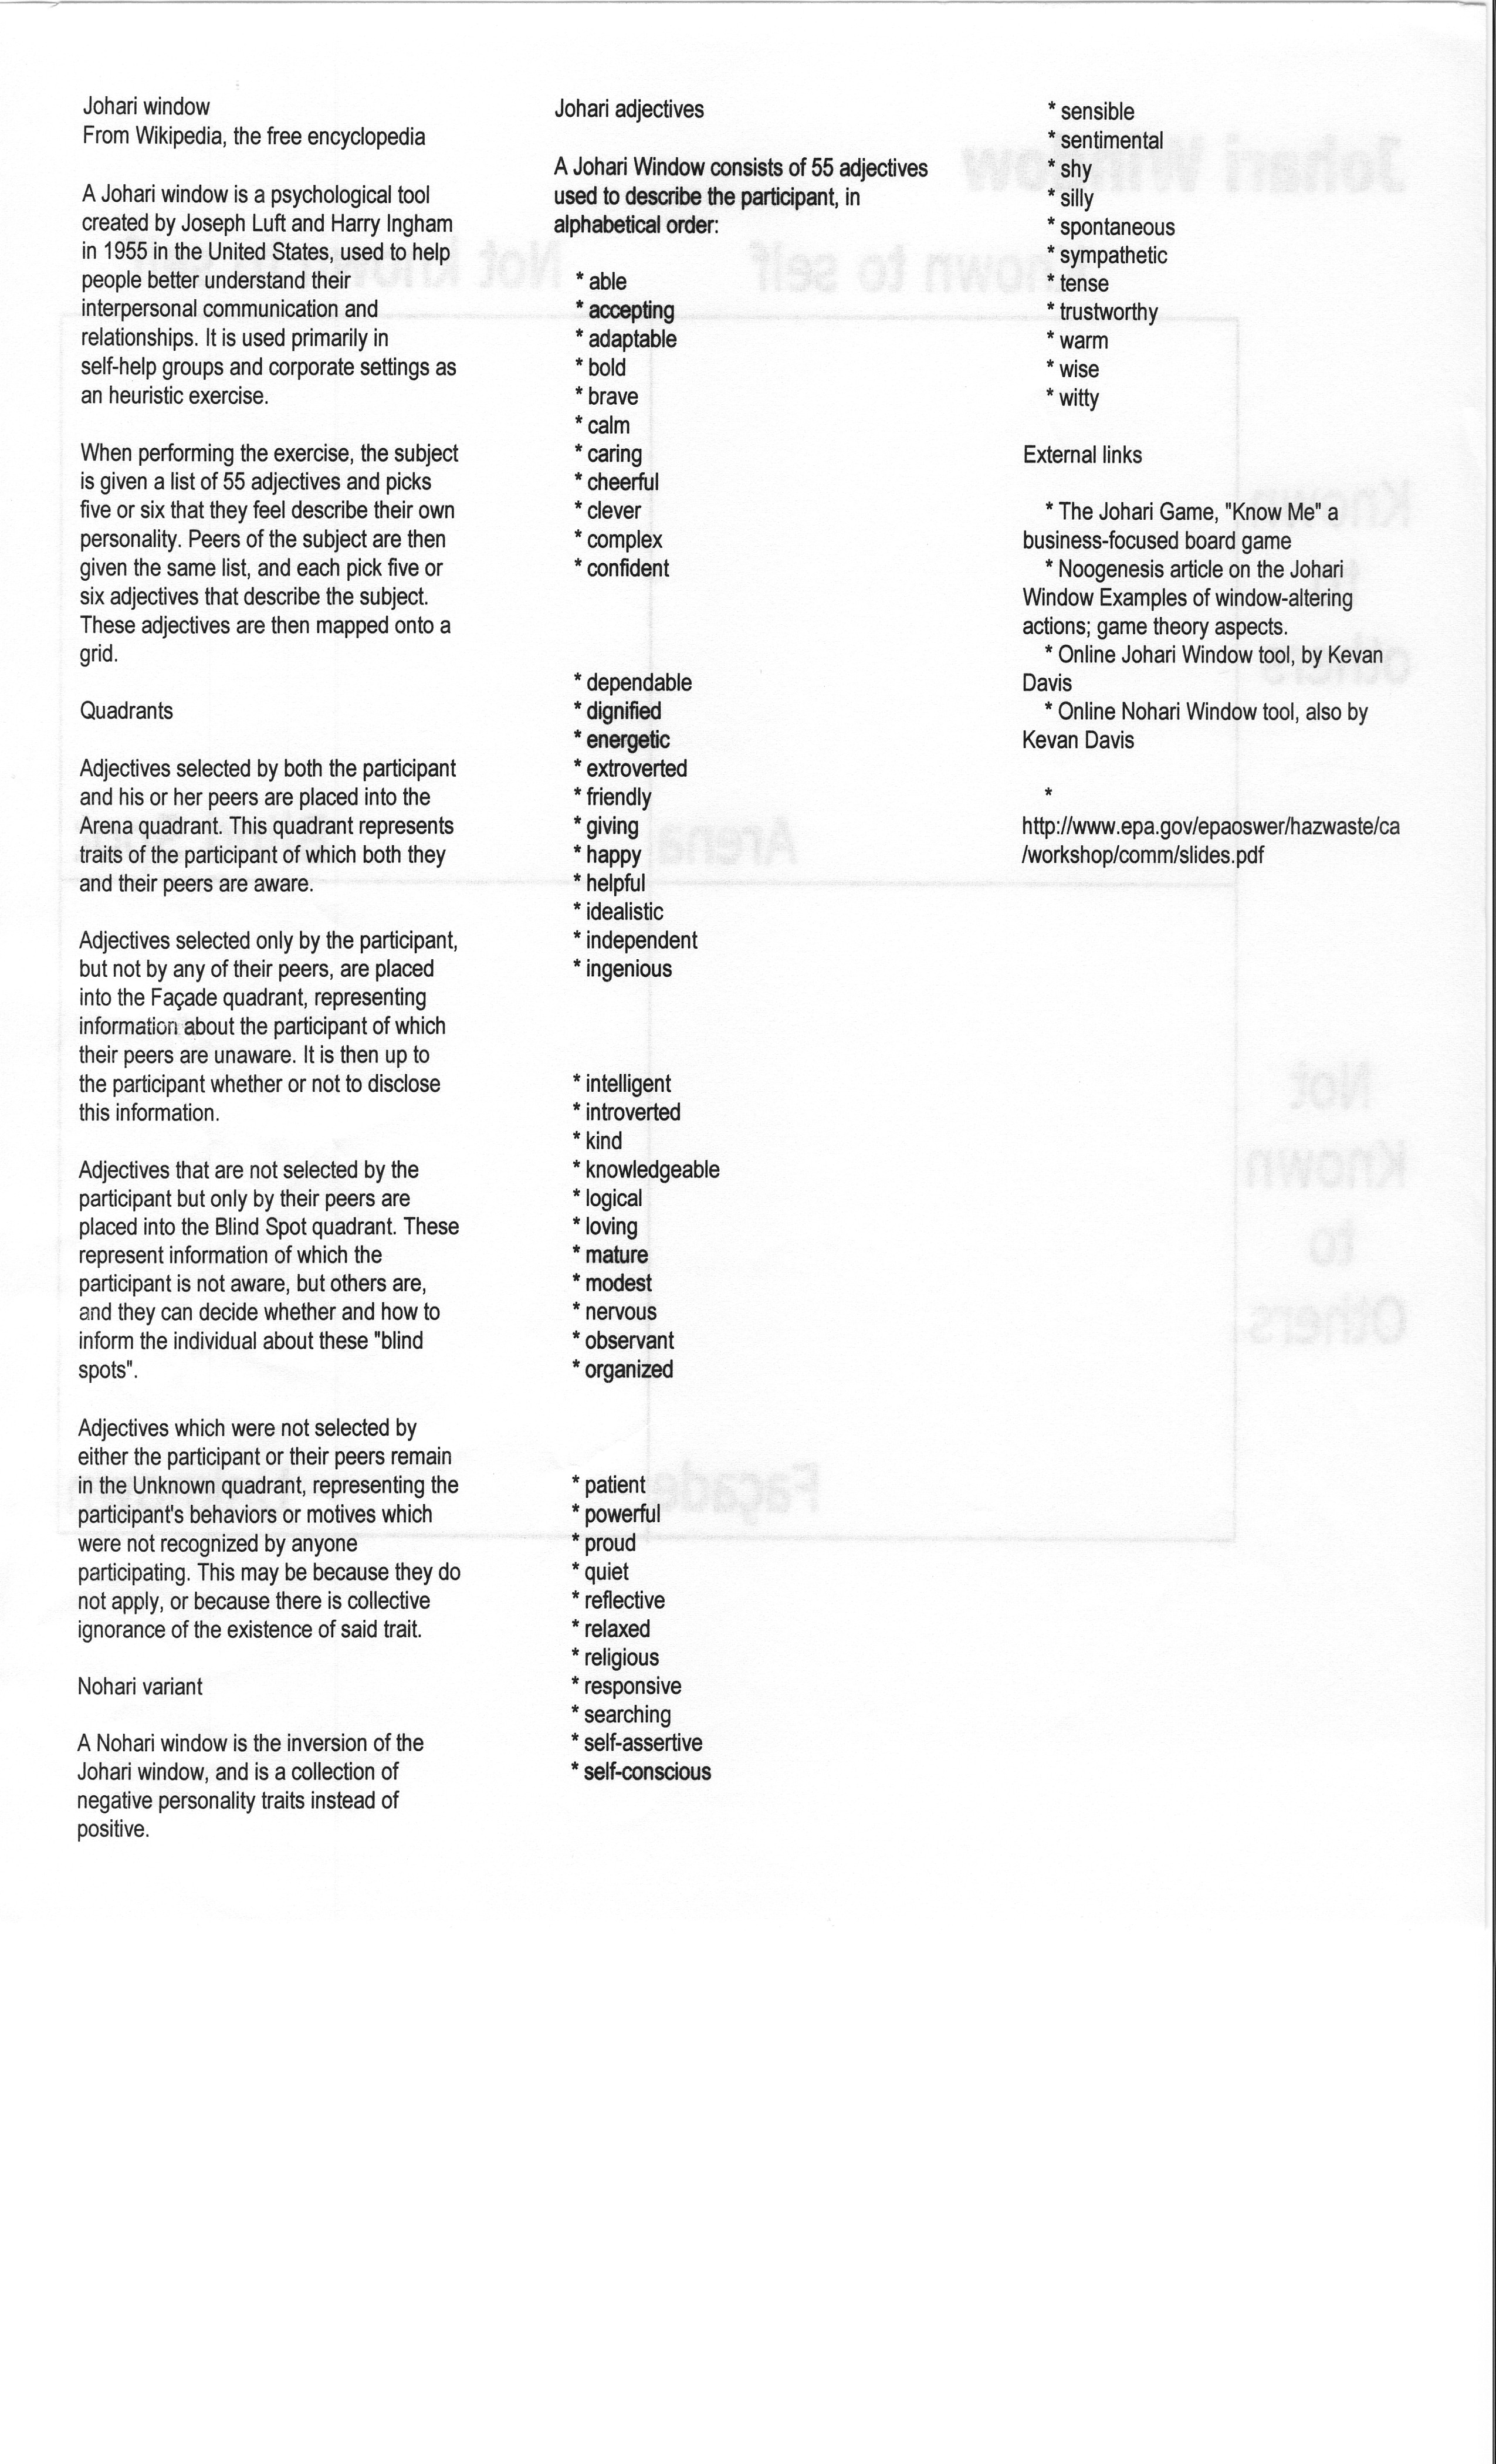 Johari window
From Wikipedia, the free encyclopedia
A Johari window is a psychological tool
created by Joseph Luft and Harry Ingham
in 1955 in the United States, used to help
people better understand their
interpersonal communication and
relationships. It is used primarily in
self-help groups and corporate settings as
an heuristic exercise.
When performing the exercise, the subject
is given a list of 55 adjectives and picks
five or six that they feel describe their own
personality. Peers of the subject are then
given the same list, and each pick five or
six adjectives that describe the subject.
These adjectives are then mapped onto a
grid.
Quadrants
Adjectives selected by both the participant
and his or her peers are placed into the
Arena quadrant. This quadrant represents
traits of the participant of which both they
and their peers are aware.
Adjectives selected only by the participant,
but not by any of their peers, are placed
into the Façade quadrant, representing
information about the participant of which
their peers are unaware. It is then up to
the participant whether or not to disclose
this information.
Adjectives that are not selected by the
participant but only by their peers are
placed into the Blind Spot quadrant. These
represent information of which the
participant is not aware, but others are,
and they can decide whether and how to
inform the individual about these "blind
spots".
Adjectives which were not selected by
either the participant or their peers remain
in the Unknown quadrant, representing the
participant's behaviors or motives which
were not recognized by anyone
participating. This may be because they do
not apply, or because there is collective
ignorance of the existence of said trait.
Nohari variant
A Nohari window is the inversion of the
Johari window, and is a collection of
negative personality traits instead of
positive.
Johari adjectives
A Johari Window consists of 55 adjectives
used to describe the participant, in
alphabetical order:
* able
* accepting
* adaptable
* bold
* brave
* calm
* caring
* cheerful
* clever
* complex
* confident
* dependable
* dignified
* energetic
* extroverted
* friendly
* giving
* happy
* helpful
* idealistic
* independent
* ingenious
* intelligent
* introverted
* kind
* knowledgeable
* logical
* loving
* mature
* modest
* nervous
* observant
* organized
* patient
* powerful
* proud
* quiet
* reflective
* relaxed
* religious
* responsive
* searching
* self-assertive
* self-conscious
* sensible
* sentimental
* shy
* silly
* spontaneous
* sympathetic
* tense
* trustworthy
* warm
* wise
* witty
External links
* The Johari Game, "Know Me" a
business-focused board game
* Noogenesis article on the Johari
Window Examples of window-altering
actions; game theory aspects.
* Online Johari Window tool, by Kevan
Davis
* Online Nohari Window tool, also by
Kevan Davis
*
http://www.epa.gov/epaoswer/hazwaste/ca
/workshop/comm/slides.pdf